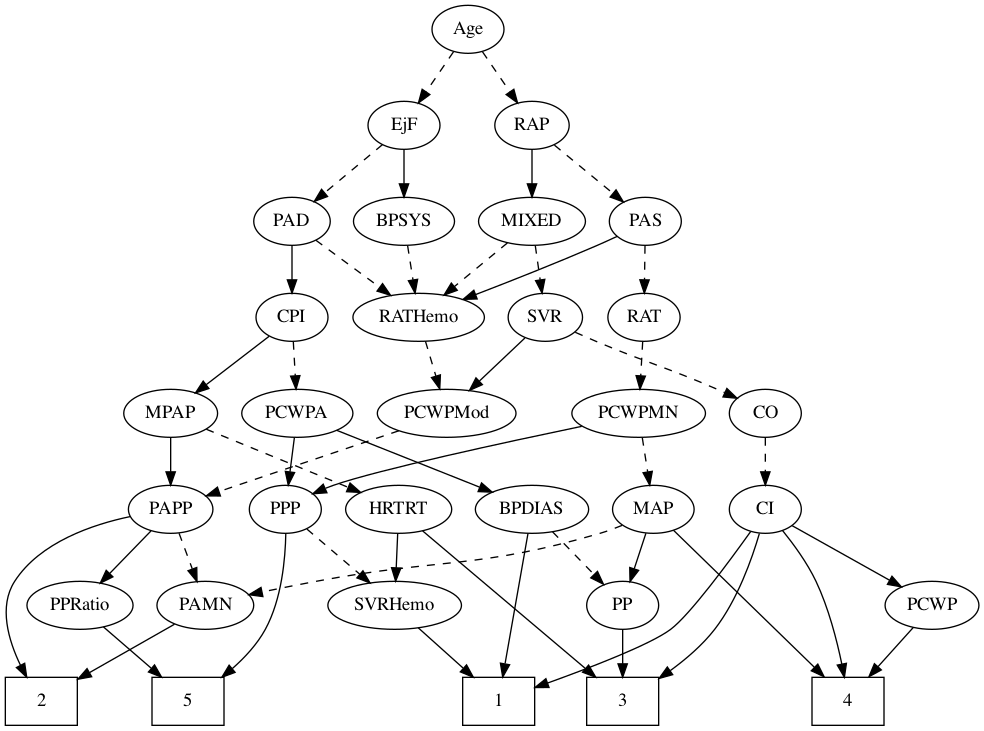 Age
EjF
RAP
PAD
BPSYS
MIXED
PAS
CPI
RATHemo
SVR
RAT
MPAP
PCWPA
PCWPMod
PCWPMN
CO
PAPP
PPP
HRTRT
BPDIAS
MAP
CI
PPRatio
PAMN
SVRHemo
PP
PCWP
2
5
1
3
4